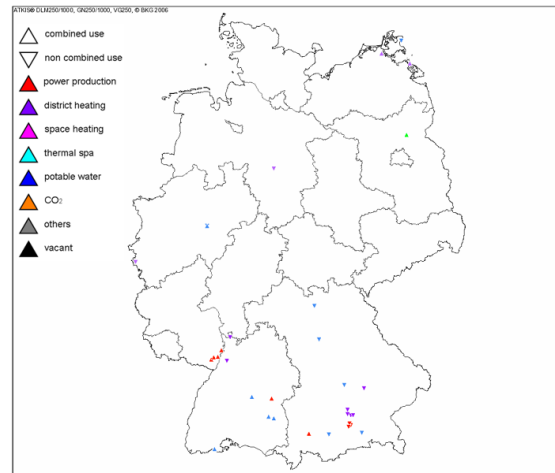 ATKIS® DLM250/1000, GN250/1000, VG250, © BKG 2006
combined use
non combined use
power production
district heating
space heating
thermal spa
potable water
CO₂
others
vacant